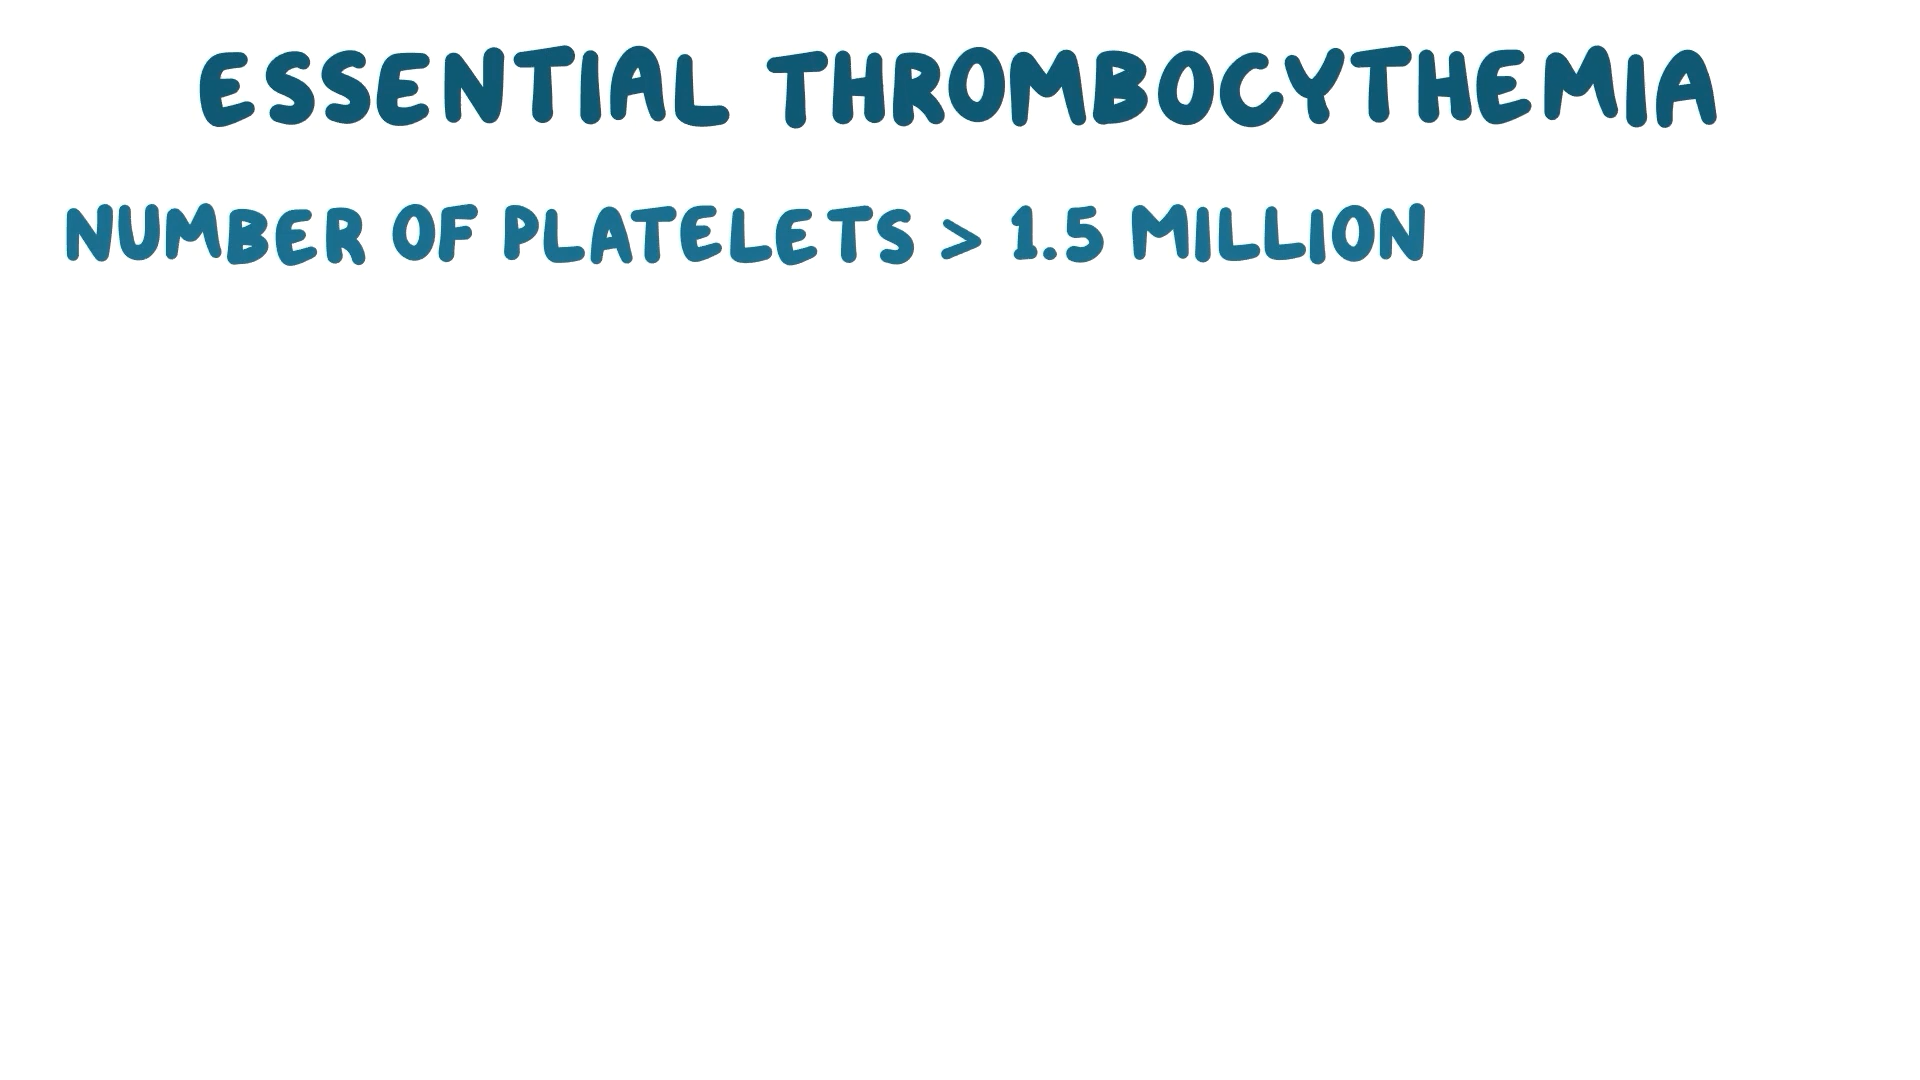 ESSENTIAL THROMBOCYTHEMIA
NUMBER OF PLATELETS > 1.5 MILLION